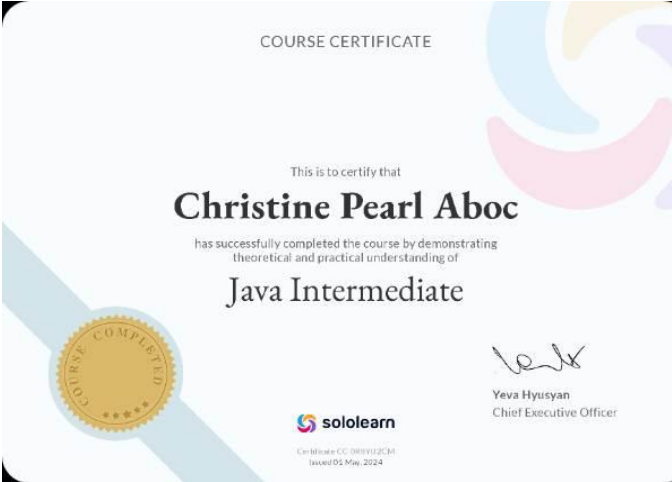 COURSE CERTIFICATE
This is to certify that
Christine Pearl Aboc
has successfully completed the course by demonstrating
theoretical and practical understanding of
Java Intermediate
COURSE COMPLETED
Yeva Hyusyan
Chief Executive Officer
sololearn
Certificate
Issued 01 May, 2024